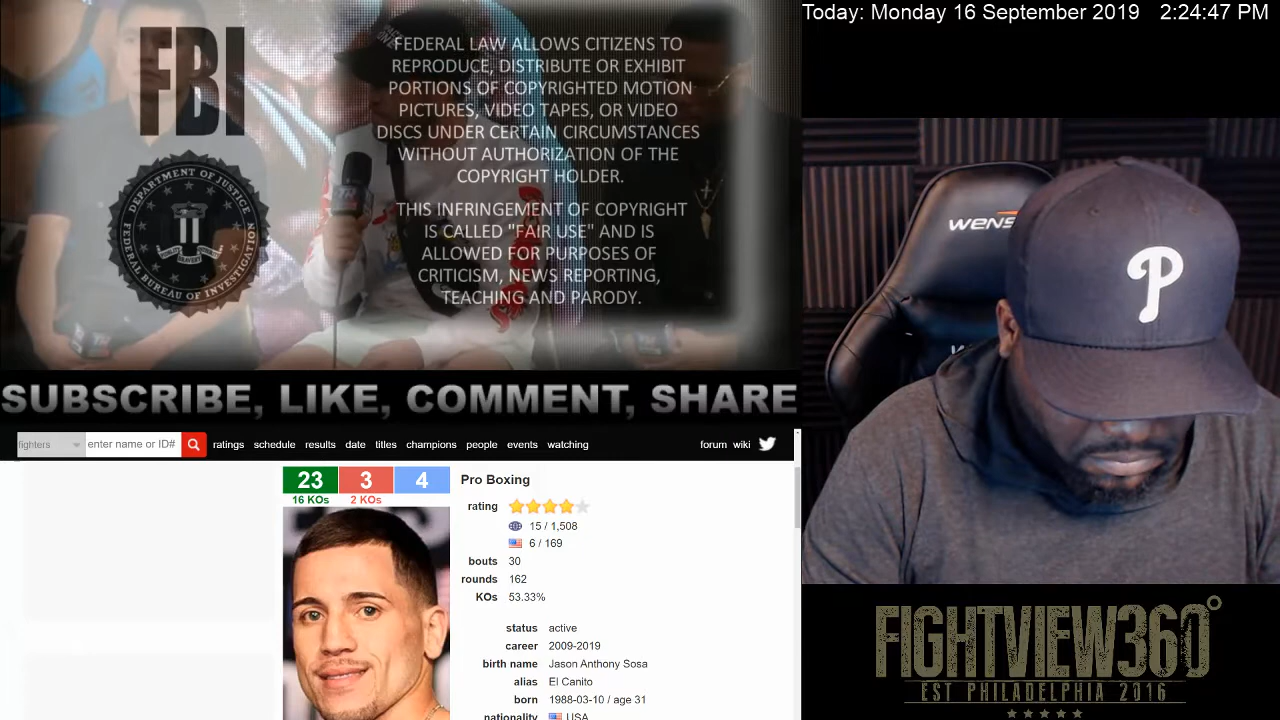 Today: Monday 16 September 2019 2:24:47 PM
FBI
FEDERAL LAW ALLOWS CITIZENS TO
REPRODUCE, DISTRIBUTE OR EXHIBIT
PORTIONS OF COPYRIGHTED MOTION
PICTURES, VIDEO TAPES, OR VIDEO
DISCS UNDER CERTAIN CIRCUMSTANCES
WITHOUT AUTHORIZATION OF THE
COPYRIGHT HOLDER.
THIS INFRINGEMENT OF COPYRIGHT
IS CALLED "FAIR USE" AND IS
ALLOWED FOR PURPOSES OF
CRITICISM, NEWS REPORTING,
TEACHING AND PARODY.
DEPARTMENT OF JUSTICE
FEDERAL BUREAU OF INVESTIGATION
WENS
P
SUBSCRIBE, LIKE, COMMENT, SHARE
fighters enter name or ID# ratings schedule results date titles champions people events watching forum wiki
23 3 4
16 KOs 2 KOs
Pro Boxing
rating
15 / 1,508
6 / 169
bouts 30
rounds 162
KOs 53.33%
status active
career 2009-2019
birth name Jason Anthony Sosa
alias El Canito
born 1988-03-10 / age 31
nationality USA
FIGHTVIEW360°
EST PHILADELPHIA 2016